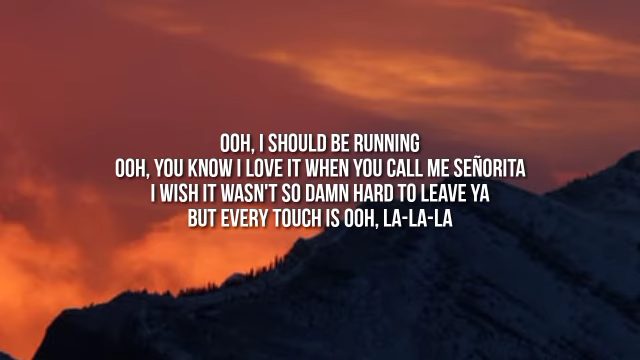 OOH, I SHOULD BE RUNNING
OOH, YOU KNOW I LOVE IT WHEN YOU CALL ME SEÑORITA
I WISH IT WASN'T SO DAMN HARD TO LEAVE YA
BUT EVERY TOUCH IS OOH, LA-LA-LA